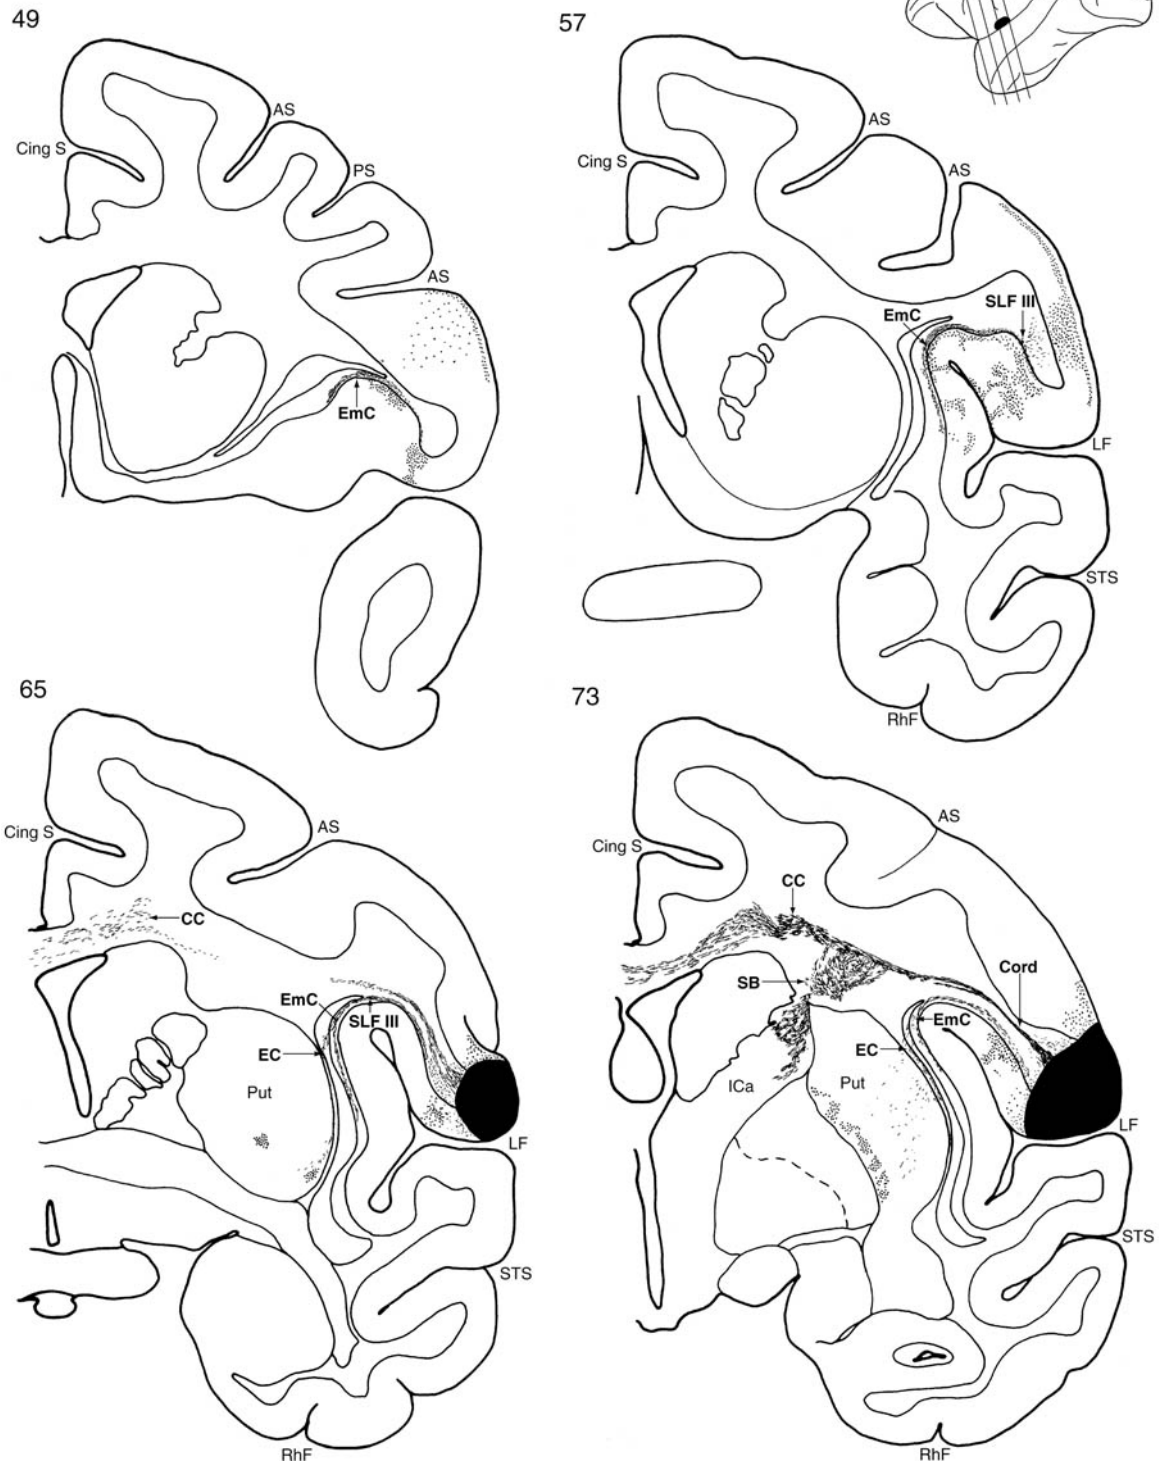 49
57
AS
Cing S
PS
AS
AS
Cing S
AS
EmC
SLF III
EmC
LF
STS
RhF
65
73
Cing S
AS
CC
EmC
SLF III
EC
Put
LF
STS
RhF
AS
Cing S
CC
SB
Cord
EmC
EC
ICa
Put
LF
STS
RhF